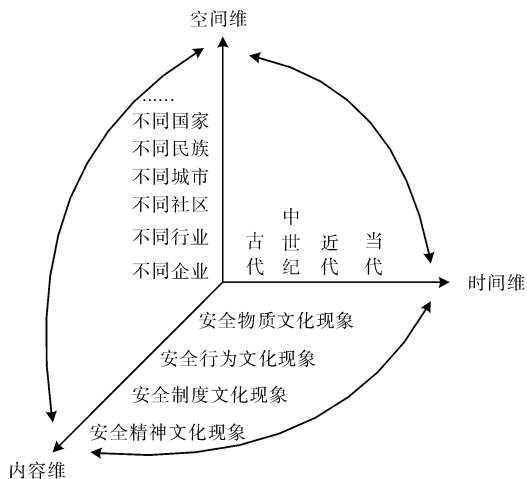 空间维
……
不同国家
不同民族
不同城市
不同社区
不同行业
不同企业
古代
中世纪
近代
当代
时间维
安全物质文化现象
安全行为文化现象
安全制度文化现象
安全精神文化现象
内容维